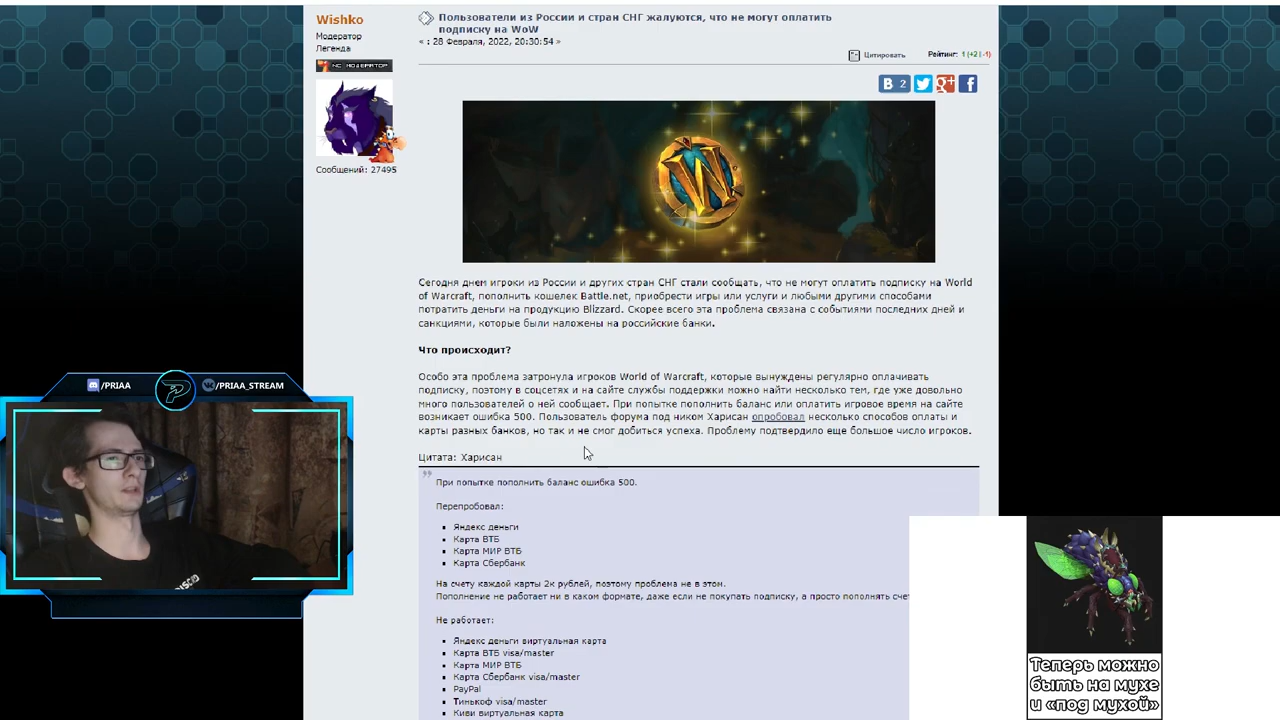 Wishko
Модератор
Легенда
NC МОДЕРАТОР
Сообщений: 27495
Пользователи из России и стран СНГ жалуются, что не могут оплатить
подписку на WoW
« : 28 Февраля, 2022, 20:30:54 »
Цитировать
Рейтинг: 1 (+2|-1)
B 2
g+
f
W
Сегодня днем игроки из России и других стран СНГ стали сообщать, что не могут оплатить подписку на World
of Warcraft, пополнить кошелек Battle.net, приобрести игры или услуги и любыми другими способами
потратить деньги на продукцию Blizzard. Скорее всего эта проблема связана с событиями последних дней и
санкциями, которые были наложены на российские банки.
Что происходит?
Особо эта проблема затронула игроков World of Warcraft, которые вынуждены регулярно оплачивать
подписку, поэтому в соцсетях и на сайте службы поддержки можно найти несколько тем, где уже довольно
много пользователей о ней сообщает. При попытке пополнить баланс или оплатить игровое время на сайте
возникает ошибка 500. Пользователь форума под ником Харисан опробовал несколько способов оплаты и
карты разных банков, но так и не смог добиться успеха. Проблему подтвердило еще большое число игроков.
Цитата: Харисан
При попытке пополнить баланс ошибка 500.
Перепробовал:
Яндекс деньги
Карта ВТБ
Карта МИР ВТБ
Карта Сбербанк
На счету каждой карты 2к рублей, поэтому проблема не в этом.
Пополнение не работает ни в каком формате, даже если не покупать подписку, а просто пополнять счет
Не работает:
Яндекс деньги виртуальная карта
Карта ВТБ visa/master
Карта МИР ВТБ
Карта Сбербанк visa/master
PayPal
Тинькоф visa/master
Киви виртуальная карта
/PRIAA
/PRIAA_STREAM
Теперь можно
быть на мухе
и «под мухой»